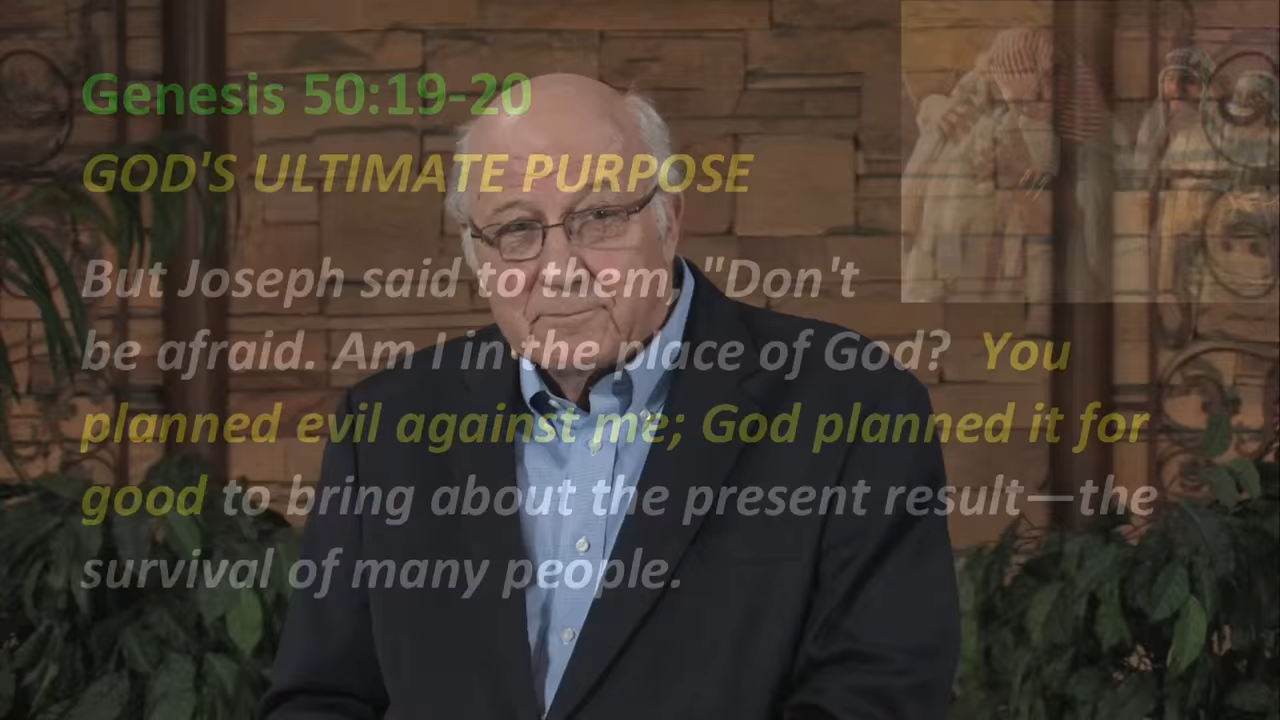 Genesis 50:19-20
GOD'S ULTIMATE PURPOSE
But Joseph said to them, "Don't
be afraid. Am I in the place of God? You
planned evil against me; God planned it for
good to bring about the present result—the
survival of many people.